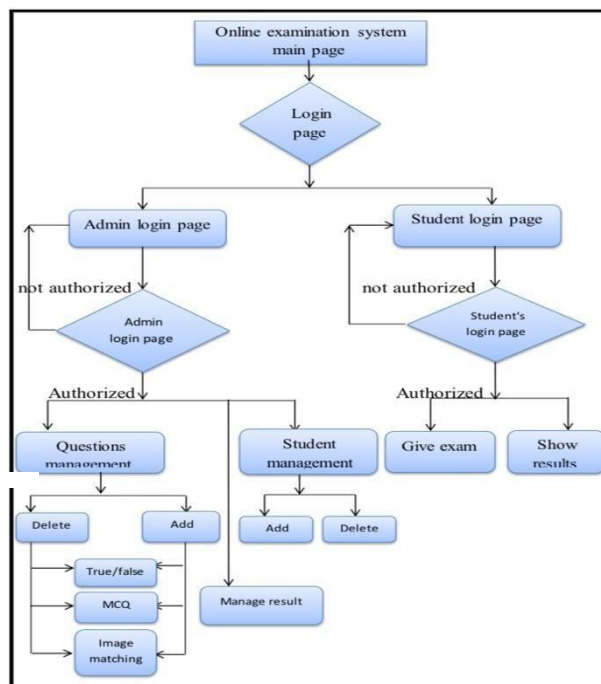 Online examination system
main page
Login
page
Admin login page
Student login page
not authorized
not authorized
Admin
login page
Student's
login page
Authorized
Authorized
Questions
management
Student
management
Give exam
Show
results
Delete
Add
Add
Delete
True/false
MCQ
Manage result
Image
matching